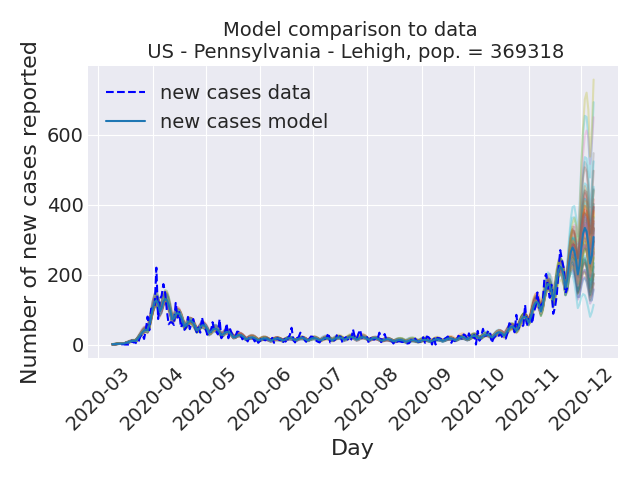 Model comparison to data
US - Pennsylvania - Lehigh, pop. = 369318
Number of new cases reported
600
400
200
0
new cases data
new cases model
2020-03
2020-04
2020-05
2020-06
2020-07
2020-08
2020-09
2020-10
2020-11
2020-12
Day